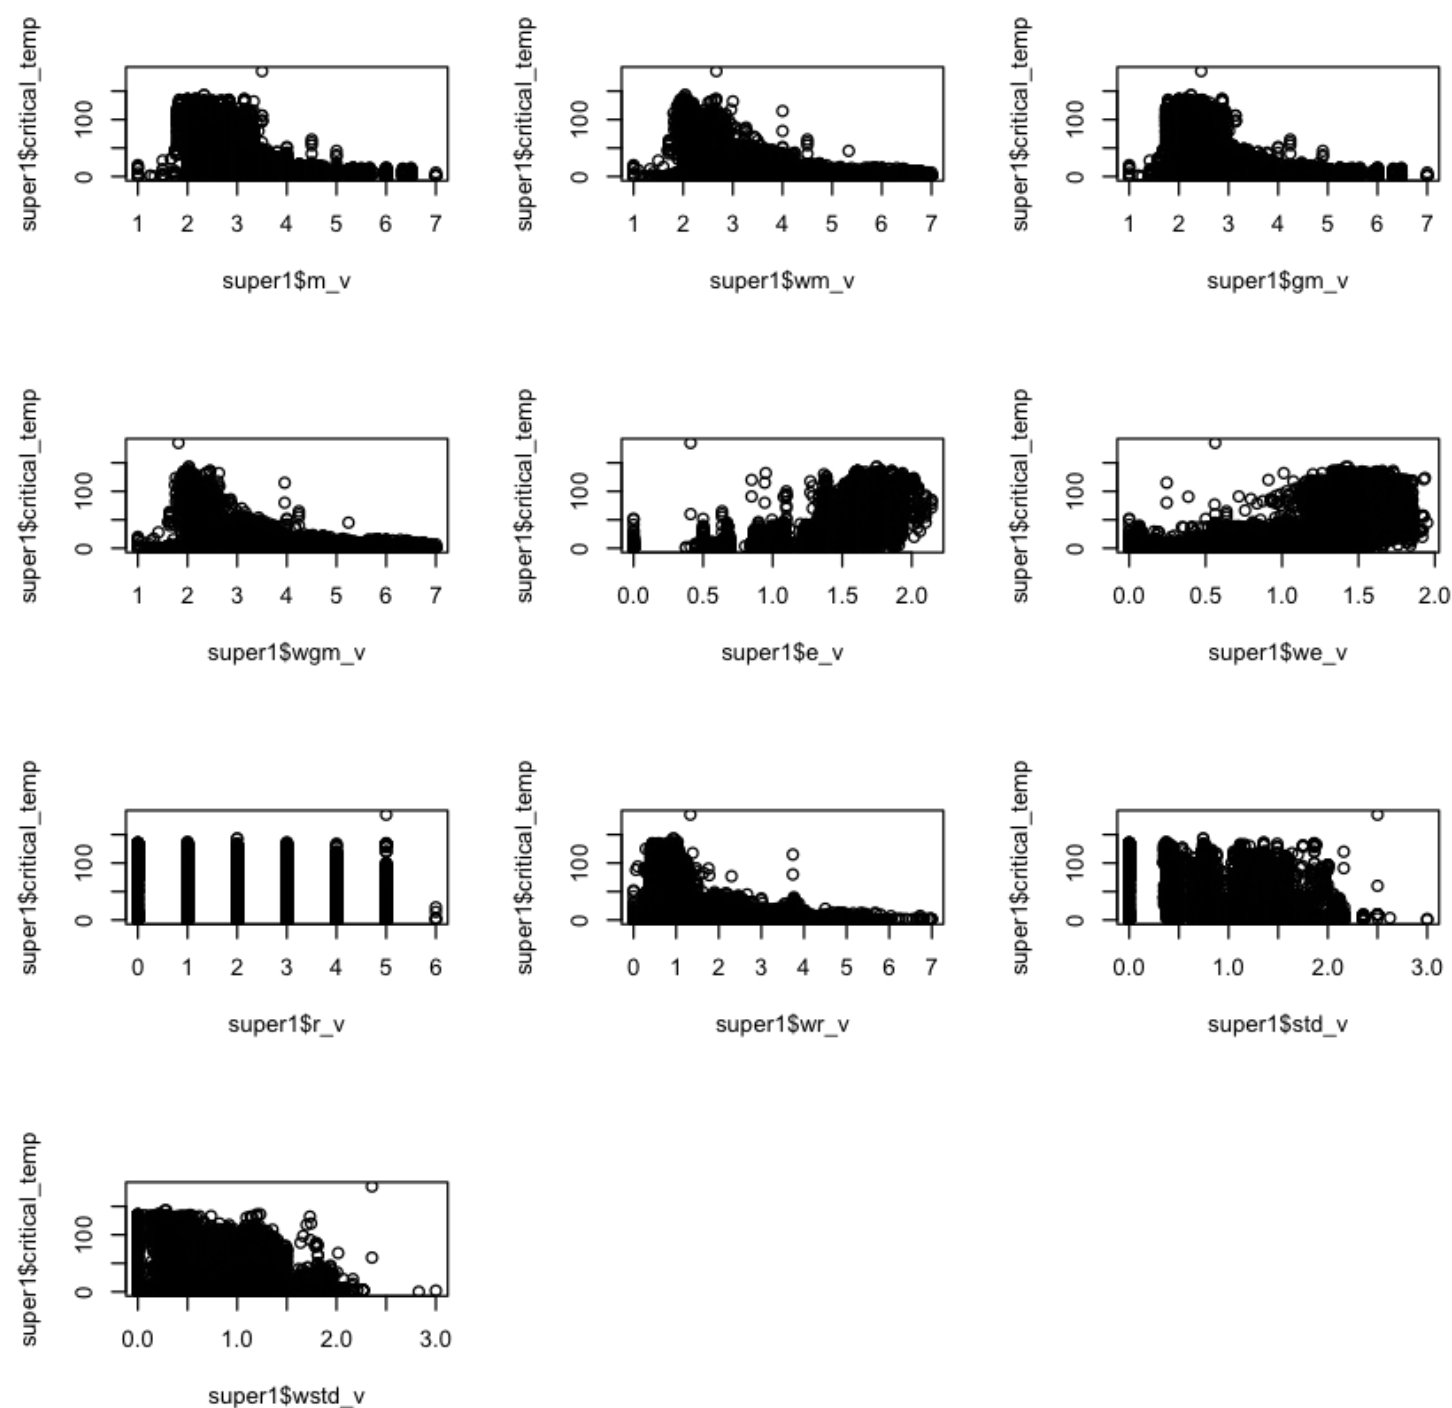 super1$critical_temp
100
0
1 2 3 4 5 6 7
super1$m_v
super1$critical_temp
100
0
1 2 3 4 5 6 7
super1$wm_v
super1$critical_temp
100
0
1 2 3 4 5 6 7
super1$gm_v
super1$critical_temp
100
0
1 2 3 4 5 6 7
super1$wgm_v
super1$critical_temp
100
0
0.0 0.5 1.0 1.5 2.0
super1$e_v
super1$critical_temp
100
0
0.0 0.5 1.0 1.5 2.0
super1$we_v
super1$critical_temp
100
0
0 1 2 3 4 5 6
super1$r_v
super1$critical_temp
100
0
0 1 2 3 4 5 6 7
super1$wr_v
super1$critical_temp
100
0
0.0 1.0 2.0 3.0
super1$std_v
super1$critical_temp
100
0
0.0 1.0 2.0 3.0
super1$wstd_v